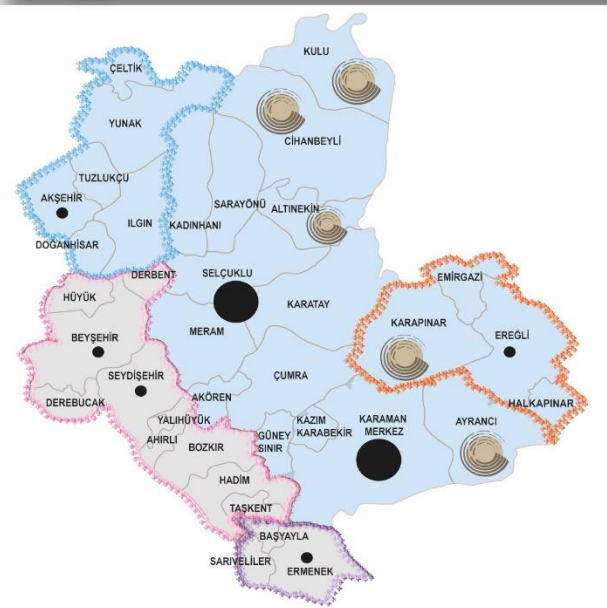 KULU
ÇELTİK
YUNAK
CİHANBEYLİ
TUZLUKÇU
AKŞEHİR
SARAYÖNÜ
ALTINEKİN
ILGIN
KADINHANI
DOĞANHİSAR
DERBENT
SELÇUKLU
EMİRGAZİ
HÜYÜK
KARATAY
KARAPINAR
MERAM
EREĞLİ
BEYŞEHİR
SEYDİŞEHİR
ÇUMRA
DEREBUCAK
AKÖREN
HALKAPINAR
YALIHÜYÜK
KAZIM
KARABEKİR
KARAMAN
MERKEZ
AYRANCI
AHIRLI
BOZKIR
GÜNEY
SINIR
HADİM
TAŞKENT
BAŞYAYLA
SARIVELİLER
ERMENEK